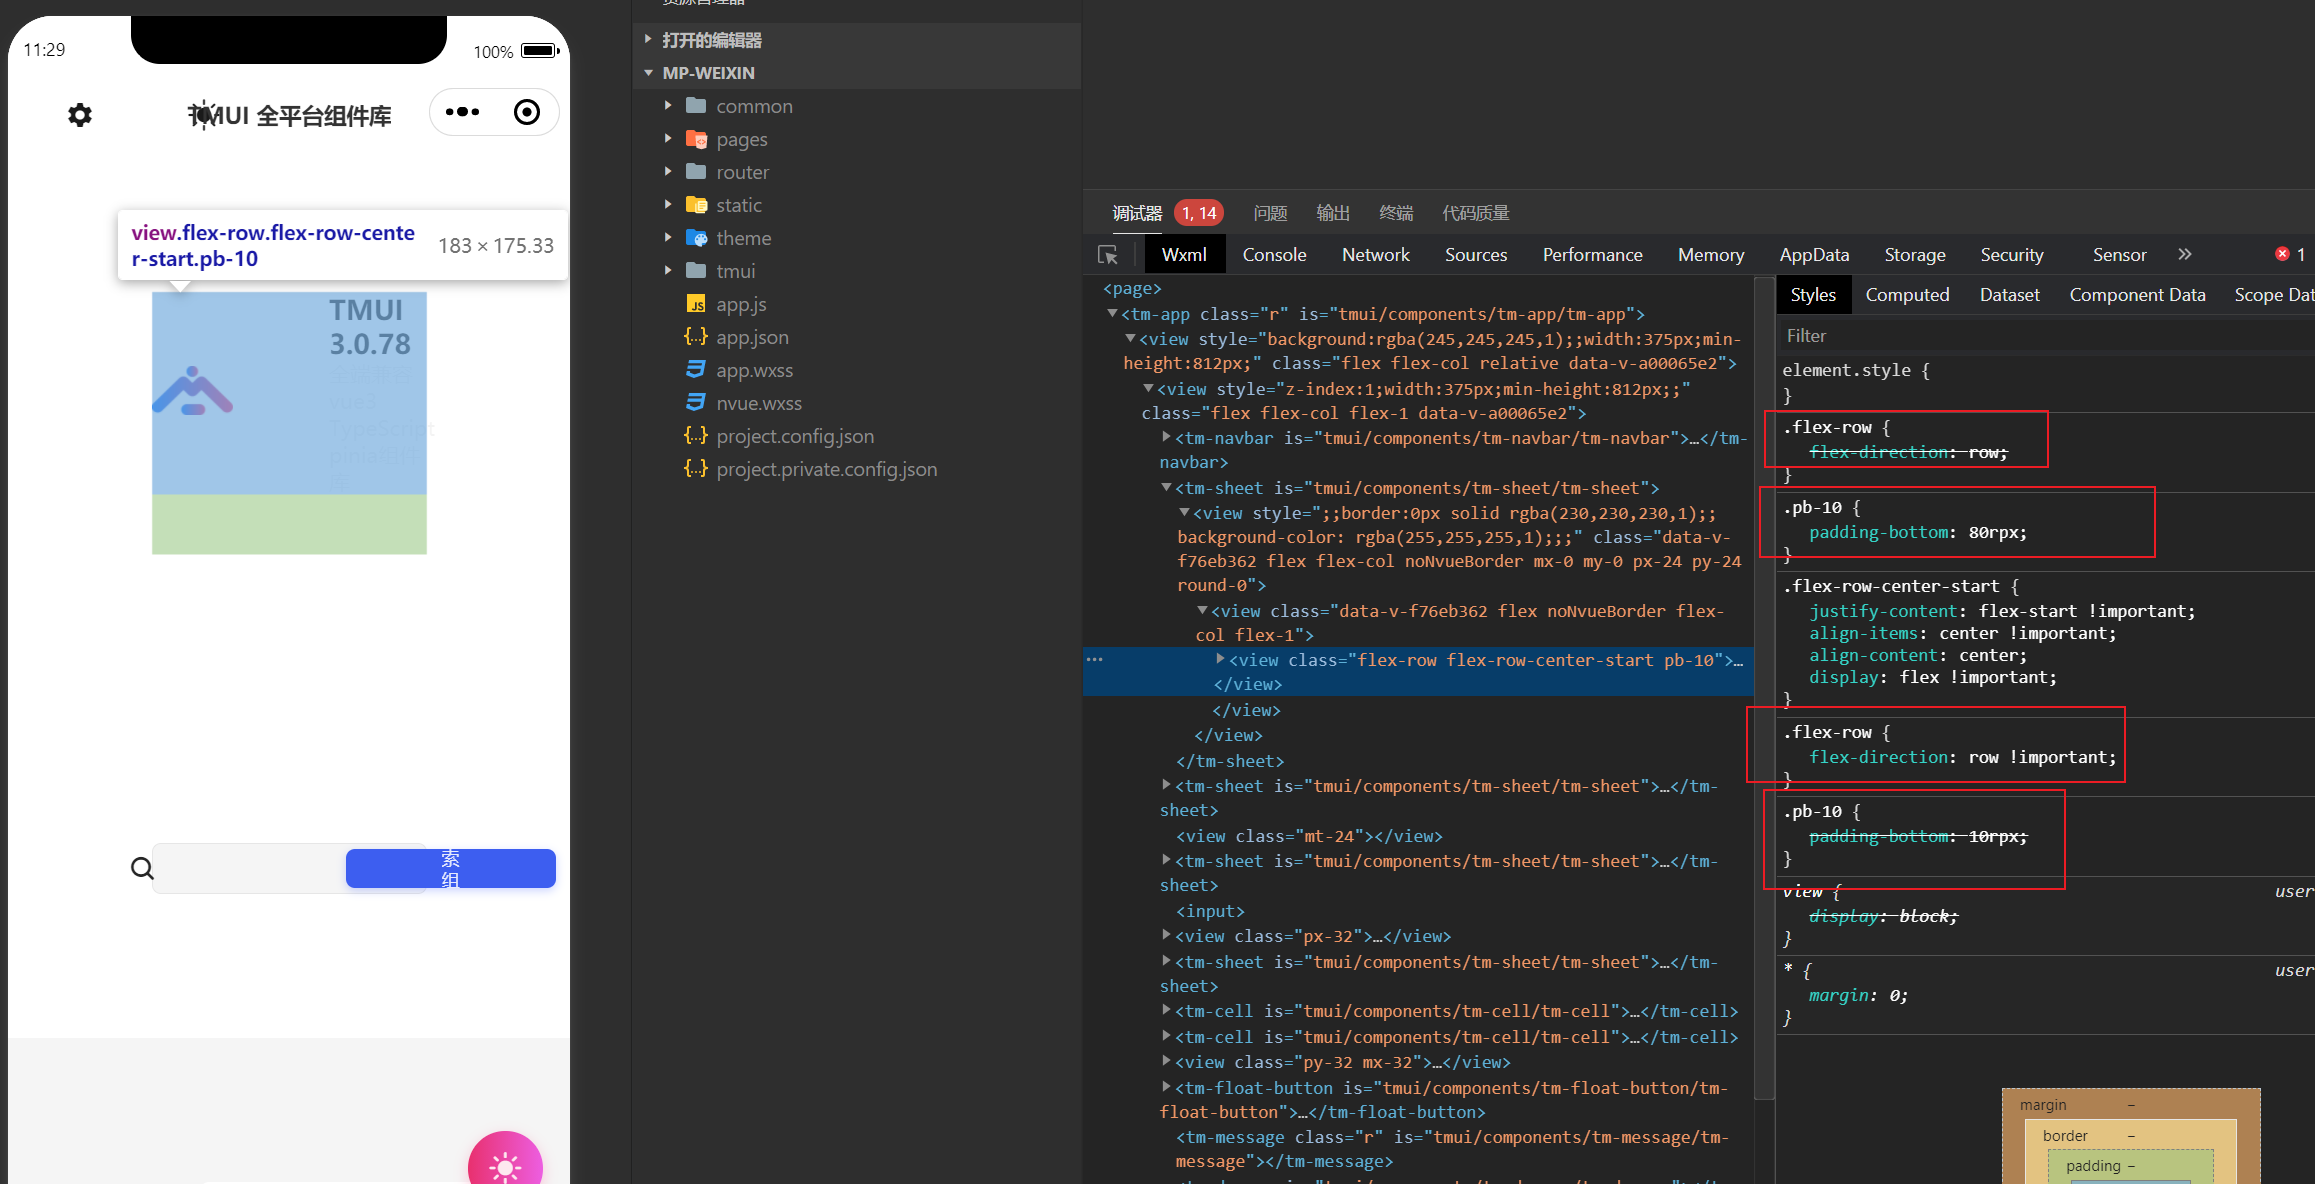 11:29
100%
TMUI 全平台组件库
view.flex-row.flex-row-cente
r-start.pb-10
183 × 175.33
TMUI
3.0.78
全端兼容
vue3
TypeScript
pinia组件
库
索
组
打开的编辑器
MP-WEIXIN
common
pages
router
static
theme
tmui
app.js
app.json
app.wxss
nvue.wxss
project.config.json
project.private.config.json
调试器 1, 14 问题 输出 终端 代码质量
Wxml Console Network Sources Performance Memory AppData Storage Security Sensor 1
<page>
<tm-app class="r" is="tmui/components/tm-app/tm-app">
<view style="background:rgba(245,245,245,1);;width:375px;min-
height:812px;" class="flex flex-col relative data-v-a00065e2">
<view style="z-index:1;width:375px;min-height:812px;;"
class="flex flex-col flex-1 data-v-a00065e2">
<tm-navbar is="tmui/components/tm-navbar/tm-navbar">…</tm-
navbar>
<tm-sheet is="tmui/components/tm-sheet/tm-sheet">
<view style=";;border:0px solid rgba(230,230,230,1);;
background-color: rgba(255,255,255,1);;;" class="data-v-
f76eb362 flex flex-col noNvueBorder mx-0 my-0 px-24 py-24
round-0">
<view class="data-v-f76eb362 flex noNvueBorder flex-
col flex-1">
<view class="flex-row flex-row-center-start pb-10">…
</view>
</view>
</view>
</tm-sheet>
<tm-sheet is="tmui/components/tm-sheet/tm-sheet">…</tm-
sheet>
<view class="mt-24"></view>
<tm-sheet is="tmui/components/tm-sheet/tm-sheet">…</tm-
sheet>
<input>
<view class="px-32">…</view>
<tm-sheet is="tmui/components/tm-sheet/tm-sheet">…</tm-
sheet>
<tm-cell is="tmui/components/tm-cell/tm-cell">…</tm-cell>
<tm-cell is="tmui/components/tm-cell/tm-cell">…</tm-cell>
<view class="py-32 mx-32">…</view>
<tm-float-button is="tmui/components/tm-float-button/tm-
float-button">…</tm-float-button>
<tm-message class="r" is="tmui/components/tm-message/tm-
message"></tm-message>
Styles Computed Dataset Component Data Scope Dat
Filter
element.style {
}
.flex-row {
flex-direction: row;
}
.pb-10 {
padding-bottom: 80rpx;
}
.flex-row-center-start {
justify-content: flex-start !important;
align-items: center !important;
align-content: center;
display: flex !important;
}
.flex-row {
flex-direction: row !important;
}
.pb-10 {
padding-bottom: 10rpx;
}
view { user
display: block;
}
* { user
margin: 0;
}
margin –
border –
padding –